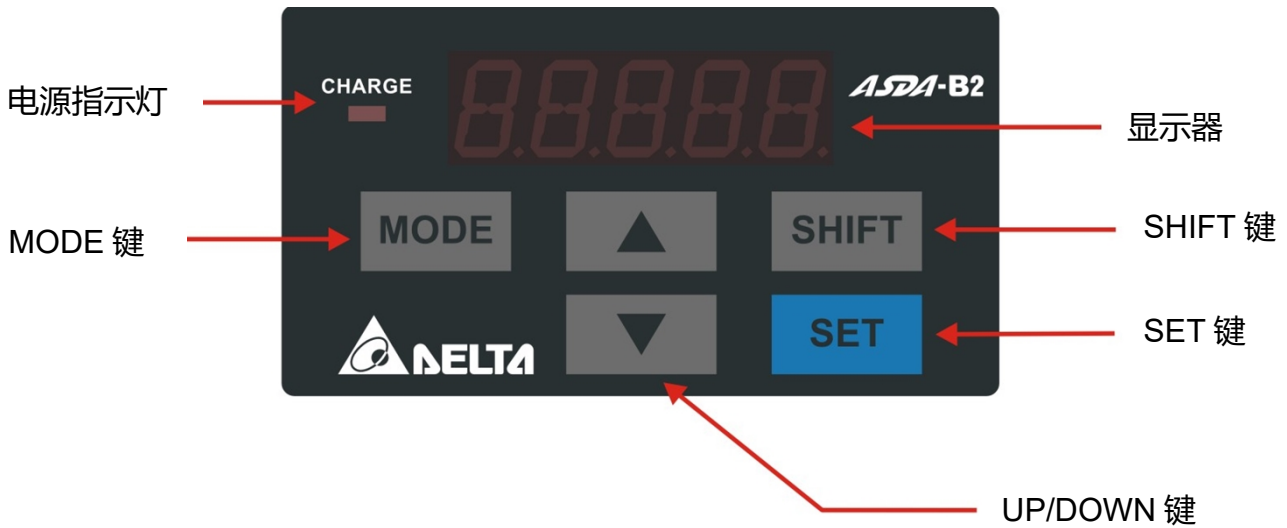 电源指示灯
CHARGE
88888
ASDA-B2
显示器
MODE 键
MODE
SHIFT
SHIFT 键
DELTA
SET
SET 键
UP/DOWN 键